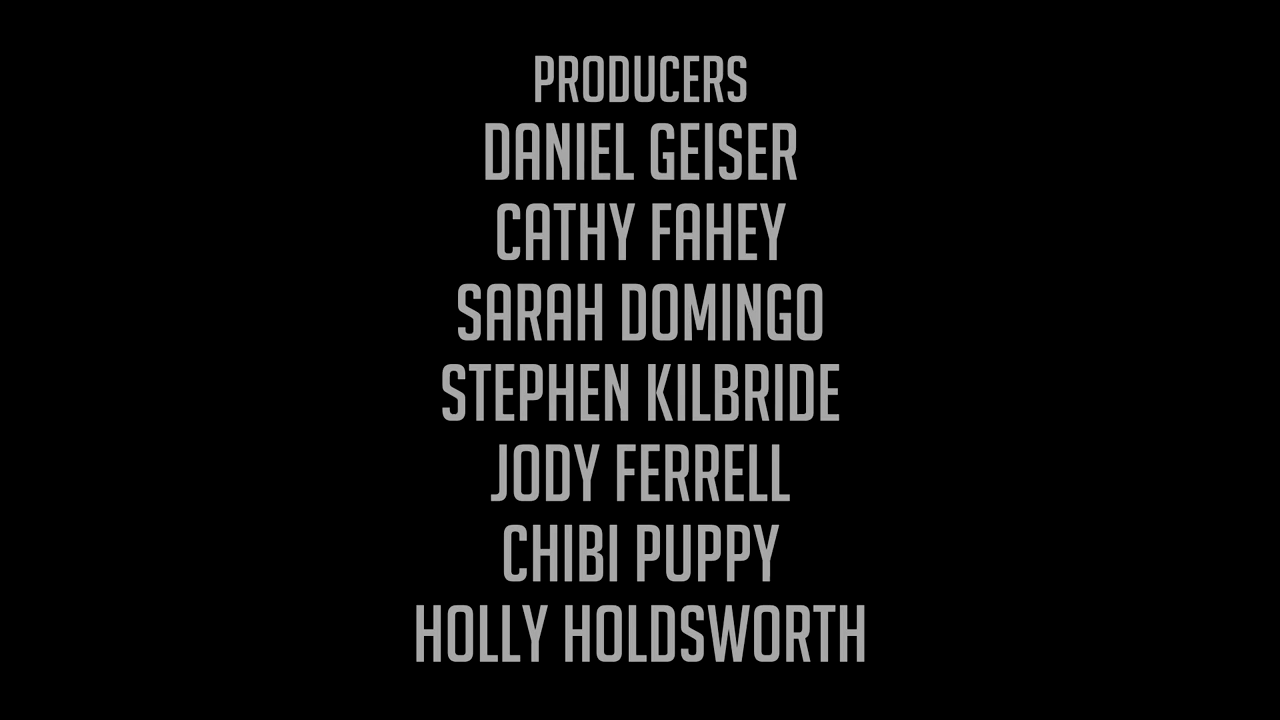 PRODUCERS
DANIEL GEISER
CATHY FAHEY
SARAH DOMINGO
STEPHEN KILBRIDE
JODY FERRELL
CHIBI PUPPY
HOLLY HOLDSWORTH